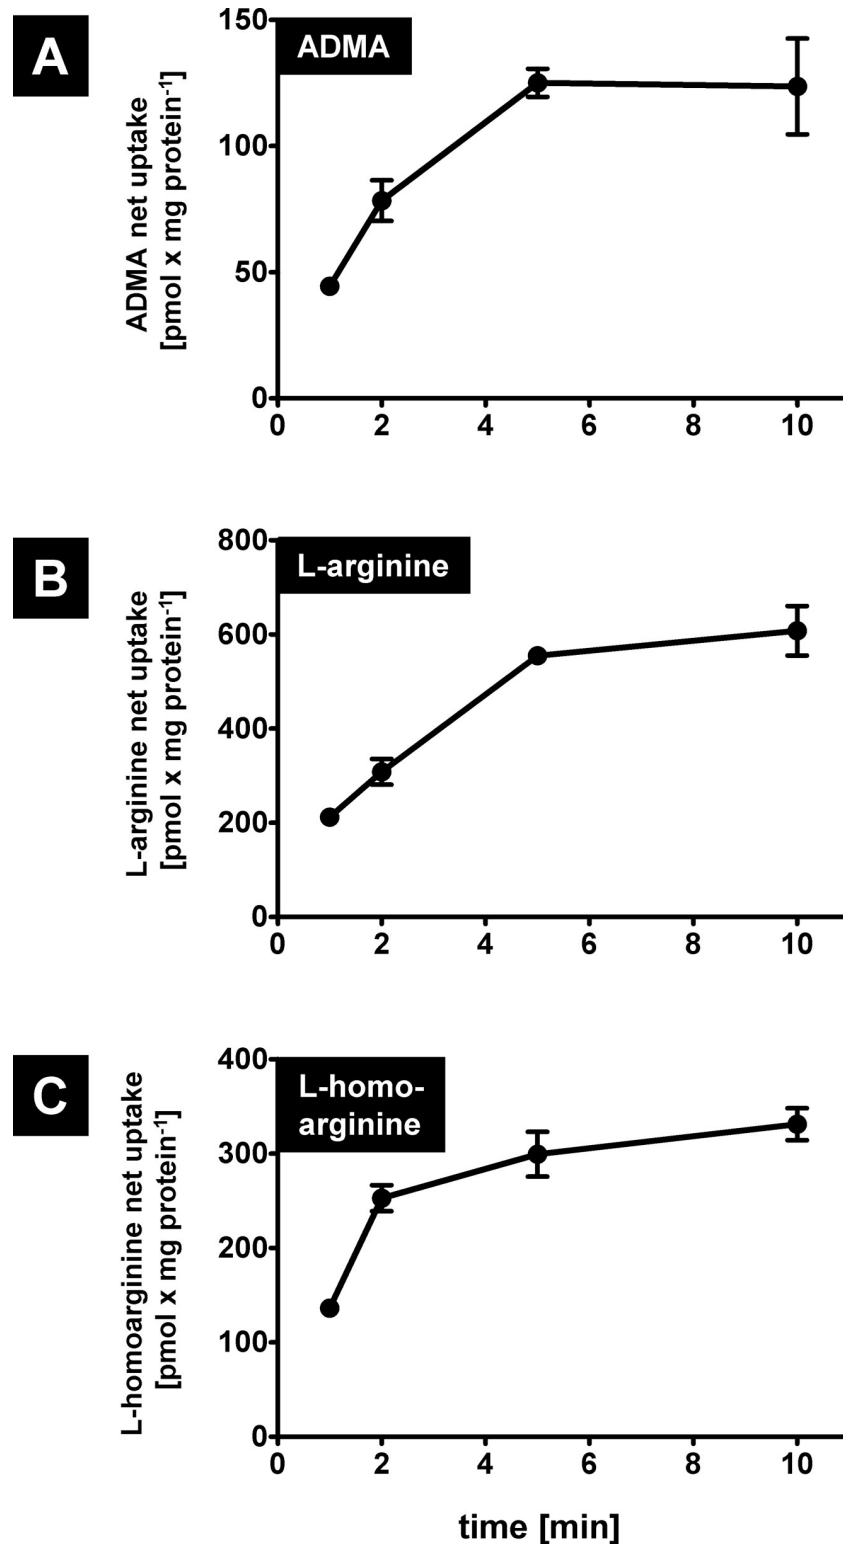 A
ADMA
ADMA net uptake
[pmol x mg protein⁻¹]
150
100
50
0
0 2 4 6 8 10
B
L-arginine
L-arginine net uptake
[pmol x mg protein⁻¹]
800
600
400
200
0
0 2 4 6 8 10
C
L-homo-
arginine
L-homoarginine net uptake
[pmol x mg protein⁻¹]
400
300
200
100
0
0 2 4 6 8 10
time [min]